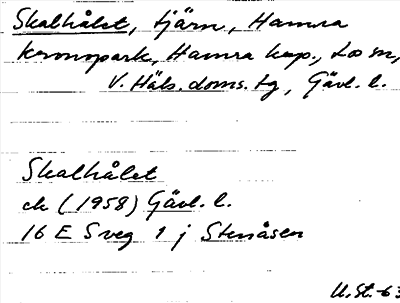 Skalhålet, tjärn, Hamra
kronopark, Hamra kap., Los sn,
V. Häls. doms. tg, Gävl. l.
Skalhålet
ek (1958) Gävl. l.
16 E Sveg 1 j Stenåsen
U. St. -63